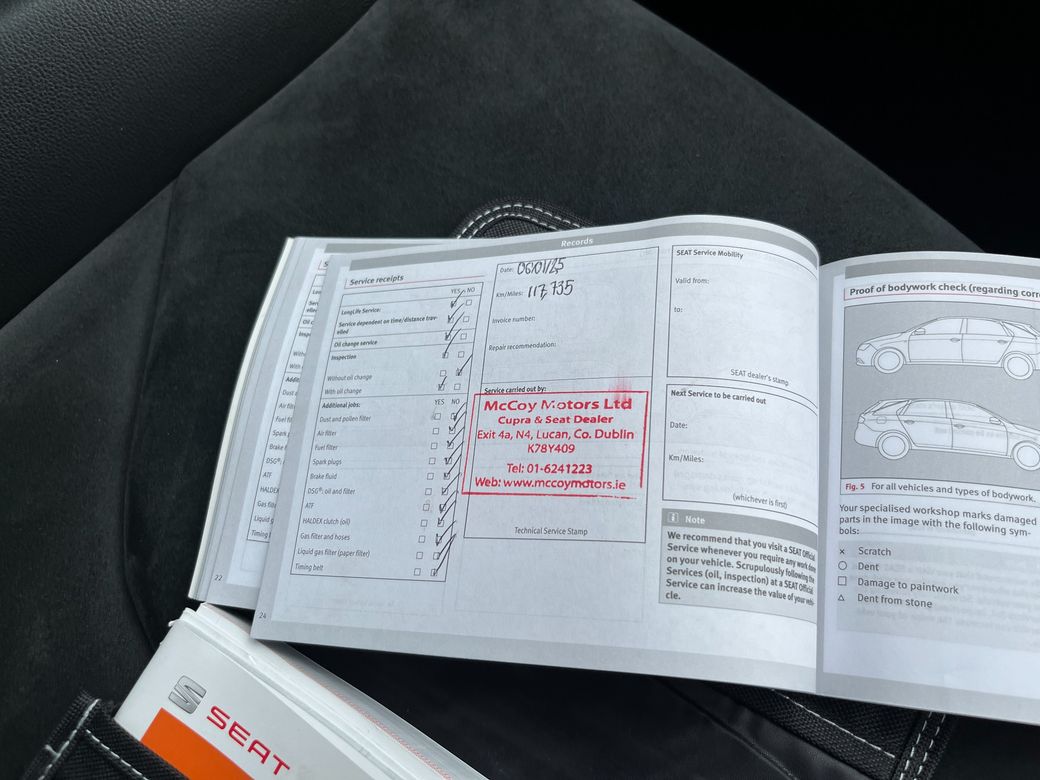 Records
Service receipts
YES NO
LongLife Service:
Service dependent on time/distance trav-
elled
Oil change service
Inspection
Without oil change
With oil change
Additional jobs: YES NO
Dust and pollen filter
Air filter
Fuel filter
Spark plugs
Brake fluid
DSG®: oil and filter
ATF
HALDEX clutch (oil)
Gas filter and hoses
Liquid gas filter (paper filter)
Timing belt
24
Date: 06/01/25
Km/Miles: 117,735
Invoice number:
Repair recommendation:
Service carried out by:
McCoy Motors Ltd
Cupra & Seat Dealer
Exit 4a, N4, Lucan, Co. Dublin
K78Y409
Tel: 01-6241223
Web: www.mccoymotors.ie
Technical Service Stamp
SEAT Service Mobility
Valid from:
to:
SEAT dealer's stamp
Next Service to be carried out
Date:
Km/Miles:
(whichever is first)
i Note
We recommend that you visit a SEAT Official
Service whenever you require any work done
on your vehicle. Scrupulously following the
Services (oil, inspection) at a SEAT Official
Service can increase the value of your vehi-
cle.
Proof of bodywork check (regarding
Fig. 5 For all vehicles and types of bodywork.
Your specialised workshop marks damaged
parts in the image with the following sym-
bols:
× Scratch
○ Dent
□ Damage to paintwork
△ Dent from stone
22
SEAT